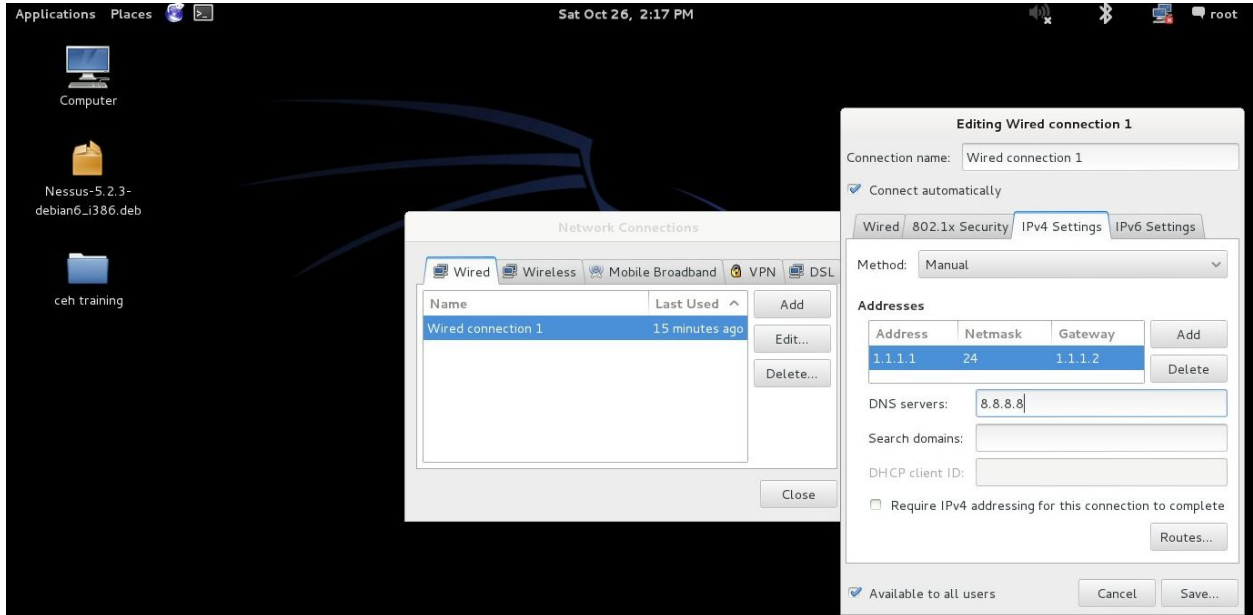 Applications Places
Sat Oct 26, 2:17 PM
root
Computer
Nessus-5.2.3-
debian6_i386.deb
ceh training
Network Connections
Wired Wireless Mobile Broadband VPN DSL
Name Last Used
Wired connection 1 15 minutes ago
Add
Edit...
Delete...
Close
Editing Wired connection 1
Connection name: Wired connection 1
Connect automatically
Wired 802.1x Security IPv4 Settings IPv6 Settings
Method: Manual
Addresses
Address Netmask Gateway
1.1.1.1 24 1.1.1.2
Add
Delete
DNS servers: 8.8.8.8
Search domains:
DHCP client ID:
Require IPv4 addressing for this connection to complete
Routes...
Available to all users
Cancel Save...